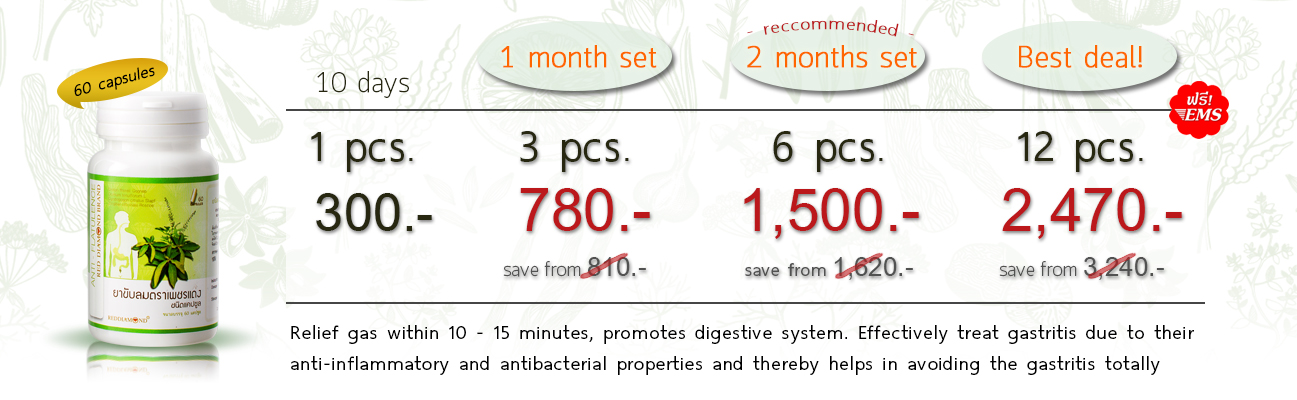 60 capsules
10 days
1 month set
- reccommended -
2 months set
Best deal!
ฟรี!
EMS
1 pcs.
3 pcs.
6 pcs.
12 pcs.
300.-
780.-
1,500.-
2,470.-
save from 810.-
save from 1,620.-
save from 3,240.-
ANTI-FLATULENCE
RED DIAMOND BRAND
ยาขับลมตราเพชรแดง
ชนิดแคปซูล
REDDIAMOND
Relief gas within 10 - 15 minutes, promotes digestive system. Effectively treat gastritis due to their
anti-inflammatory and antibacterial properties and thereby helps in avoiding the gastritis totally